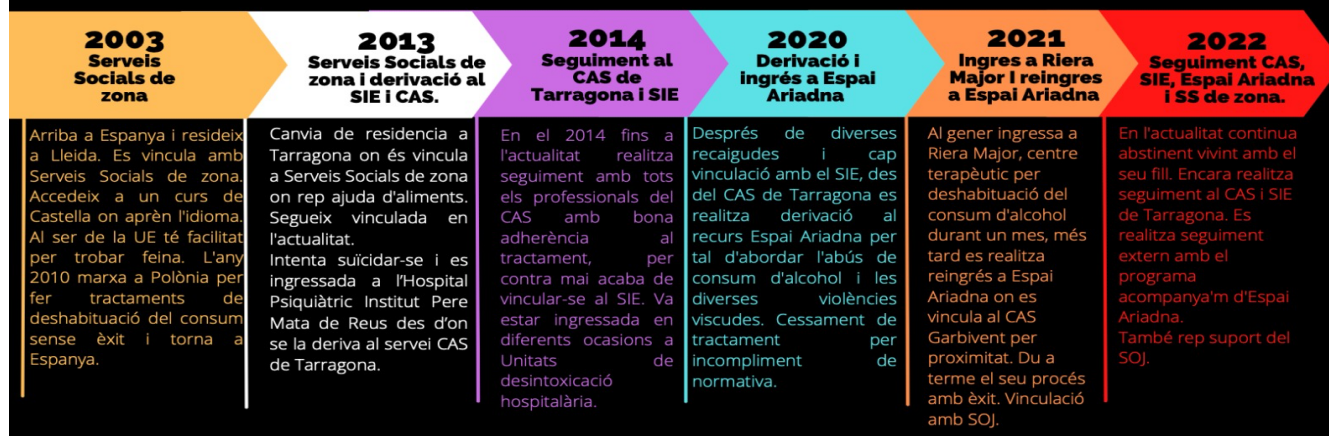 2003
Serveis
Socials de
zona
Arriba a Espanya i resideix
a Lleida. Es vincula amb
Serveis Socials de zona.
Accedeix a un curs de
Castella on aprèn l'idioma.
Al ser de la UE té facilitat
per trobar feina. L'any
2010 marxa a Polònia per
fer tractaments de
deshabituació del consum
sense èxit i torna a
Espanya.
2013
Serveis Socials de
zona i derivació al
SIE i CAS.
Canvia de residencia a
Tarragona on és vincula
a Serveis Socials de zona
on rep ajuda d'aliments.
Segueix vinculada en
l'actualitat.
Intenta suïcidar-se i es
ingressada a l'Hospital
Psiquiàtric Institut Pere
Mata de Reus des d'on
se la deriva al servei CAS
de Tarragona.
2014
Seguiment al
CAS de
Tarragona i SIE
En el 2014 fins a
l'actualitat realitza
seguiment amb tots
els professionals del
CAS amb bona
adherència al
tractament, per
contra mai acaba de
vincular-se al SIE. Va
estar ingressada en
diferents ocasions a
Unitats de
desintoxicació
hospitalària.
2020
Derivació i
ingrés a Espai
Ariadna
Després de diverses
recaigudes i cap
vinculació amb el SIE, des
del CAS de Tarragona es
realitza derivació al
recurs Espai Ariadna per
tal d'abordar l'abús de
consum d'alcohol i les
diverses violències
viscudes. Cessament de
tractament per
incompliment de
normativa.
2021
Ingres a Riera
Major I reingres
a Espai Ariadna
Al gener ingressa a
Riera Major, centre
terapèutic per
deshabituació del
consum d'alcohol
durant un mes, més
tard es realitza
reingrés a Espai
Ariadna on es
vincula al CAS
Garbivent per
proximitat. Du a
terme el seu procés
amb èxit. Vinculació
amb SOJ.
2022
Seguiment CAS,
SIE, Espai Ariadna
i SS de zona.
En l'actualitat continua
abstinent vivint amb el
seu fill. Encara realitza
seguiment al CAS i SIE
de Tarragona. Es
realitza seguiment
extern amb el
programa
acompanya'm d'Espai
Ariadna.
També rep suport del
SOJ.